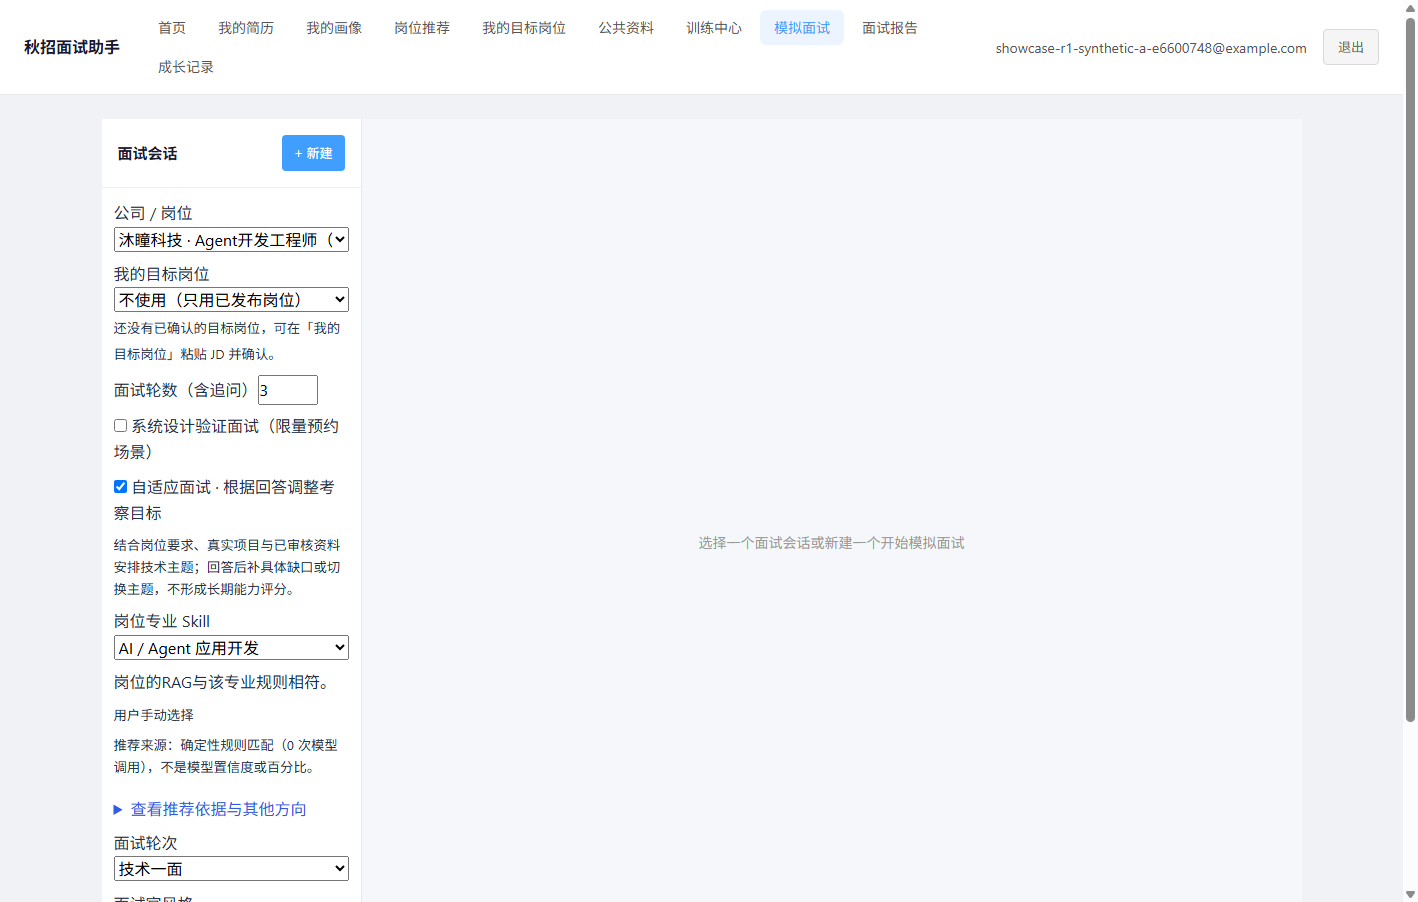 秋招面试助手
首页
我的简历
我的画像
岗位推荐
我的目标岗位
公共资料
训练中心
模拟面试
面试报告
成长记录
showcase-r1-synthetic-a-e6600748@example.com
退出
面试会话
+ 新建
公司 / 岗位
沐瞳科技 · Agent开发工程师（
我的目标岗位
不使用（只用已发布岗位）
还没有已确认的目标岗位，可在「我的
目标岗位」粘贴 JD 并确认。
面试轮数（含追问） 3
系统设计验证面试（限量预约
场景）
自适应面试 · 根据回答调整考
察目标
结合岗位要求、真实项目与已审核资料
安排技术主题；回答后补具体缺口或切
换主题，不形成长期能力评分。
岗位专业 Skill
AI / Agent 应用开发
岗位的RAG与该专业规则相符。
用户手动选择
推荐来源：确定性规则匹配（0 次模型
调用），不是模型置信度或百分比。
查看推荐依据与其他方向
面试轮次
技术一面
面试官风格
选择一个面试会话或新建一个开始模拟面试